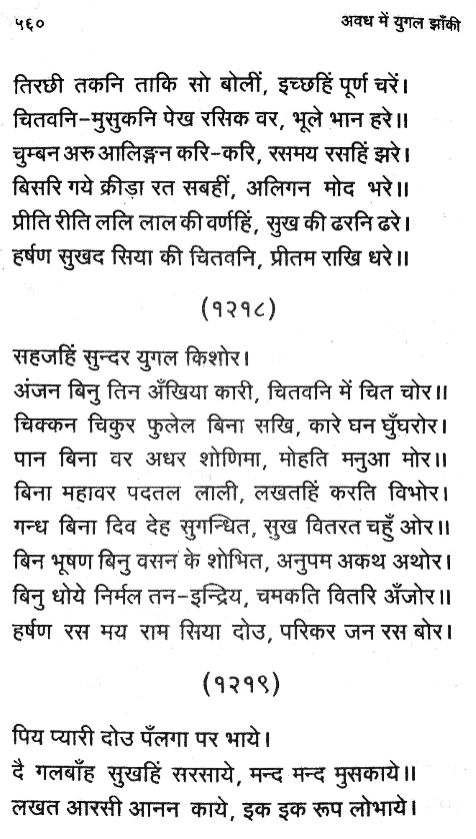 ५६०
अवध में युगल झाँकी
तिरछी तकनि ताकि सो बोलीं, इच्छहिं पूर्ण चरें।
चितवनि-मुसुकनि पेख रसिक वर, भूले भान हरे॥
चुम्बन अरु आलिङ्गन करि-करि, रसमय रसहिं झरे।
बिसरि गये क्रीड़ा रत सबहीं, अलिगन मोद भरे॥
प्रीति रीति ललि लाल की वर्णहिं, सुख की ढरनि ढरे।
हर्षण सुखद सिया की चितवनि, प्रीतम राखि धरे॥
(१२१८)
सहजहिं सुन्दर युगल किशोर।
अंजन बिनु तिन अँखिया कारी, चितवनि में चित चोर॥
चिक्कन चिकुर फुलेल बिना सखि, कारे घन घुँघरोर।
पान बिना वर अधर शोणिमा, मोहति मनुआ मोर॥
बिना महावर पदतल लाली, लखतहिं करति विभोर।
गन्ध बिना दिव देह सुगन्धित, सुख वितरत चहुँ ओर॥
बिन भूषण बिनु वसन के शोभित, अनुपम अकथ अथोर।
बिनु धोये निर्मल तन-इन्द्रिय, चमकति वितरि अँजोर॥
हर्षण रस मय राम सिया दोउ, परिकर जन रस बोर।
(१२१९)
पिय प्यारी दोउ पँलगा पर भाये।
दै गलबाँह सुखहिं सरसाये, मन्द मन्द मुसकाये॥
लखत आरसी आनन काये, इक इक रूप लोभाये।